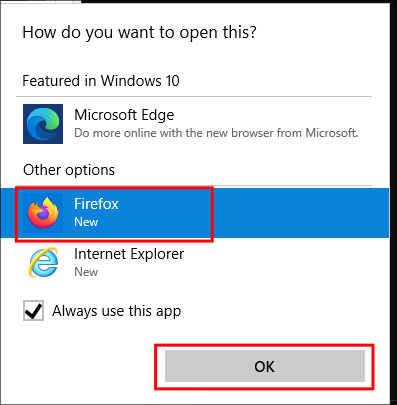 How do you want to open this?
Featured in Windows 10
Microsoft Edge
Do more online with the new browser from Microsoft.
Other options
Firefox
New
Internet Explorer
New
Always use this app
OK